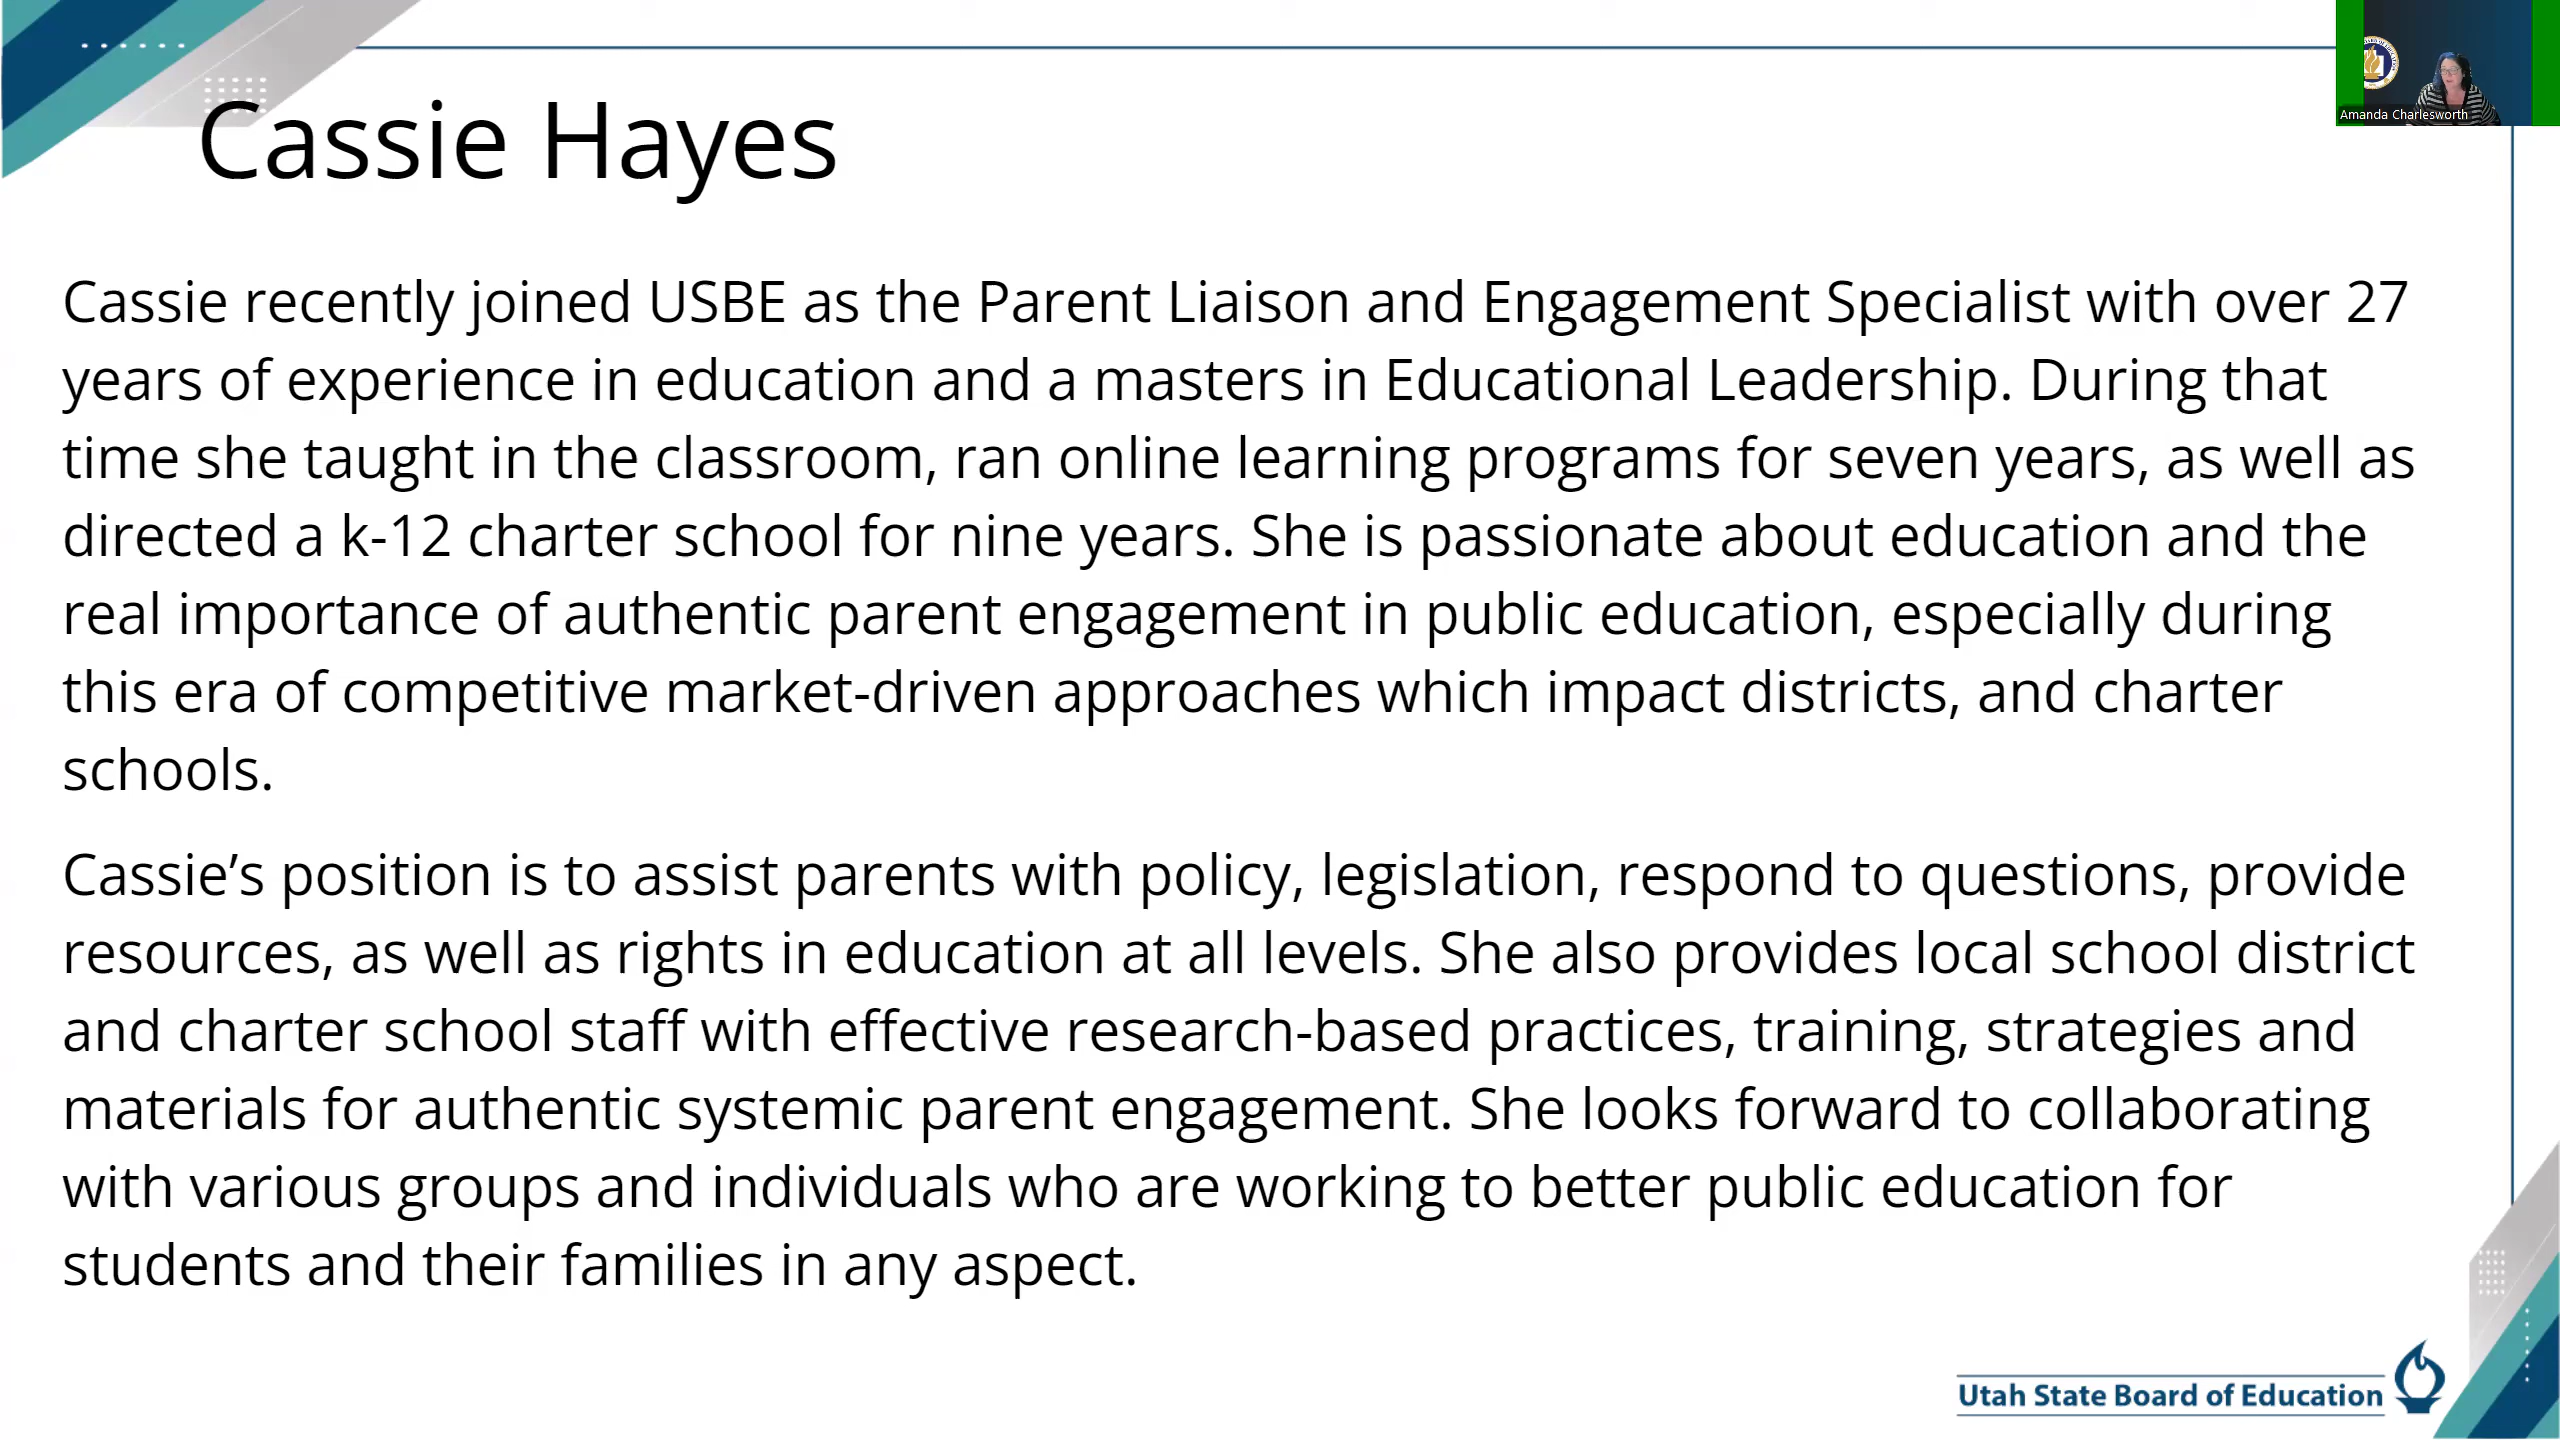 Amanda Charlesworth
Cassie Hayes
Cassie recently joined USBE as the Parent Liaison and Engagement Specialist with over 27
years of experience in education and a masters in Educational Leadership. During that
time she taught in the classroom, ran online learning programs for seven years, as well as
directed a k-12 charter school for nine years. She is passionate about education and the
real importance of authentic parent engagement in public education, especially during
this era of competitive market-driven approaches which impact districts, and charter
schools.
Cassie’s position is to assist parents with policy, legislation, respond to questions, provide
resources, as well as rights in education at all levels. She also provides local school district
and charter school staff with effective research-based practices, training, strategies and
materials for authentic systemic parent engagement. She looks forward to collaborating
with various groups and individuals who are working to better public education for
students and their families in any aspect.
Utah State Board of Education